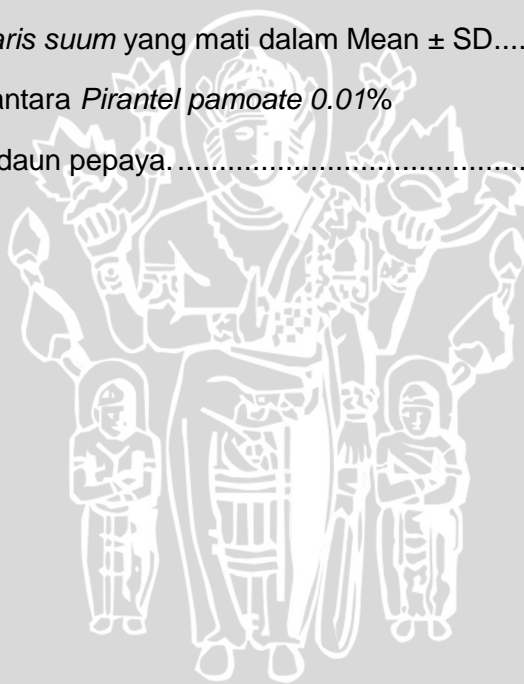 aris suum yang mati dalam Mean ± SD....
antara Pirantel pamoate 0.01%
daun pepaya. .......................................